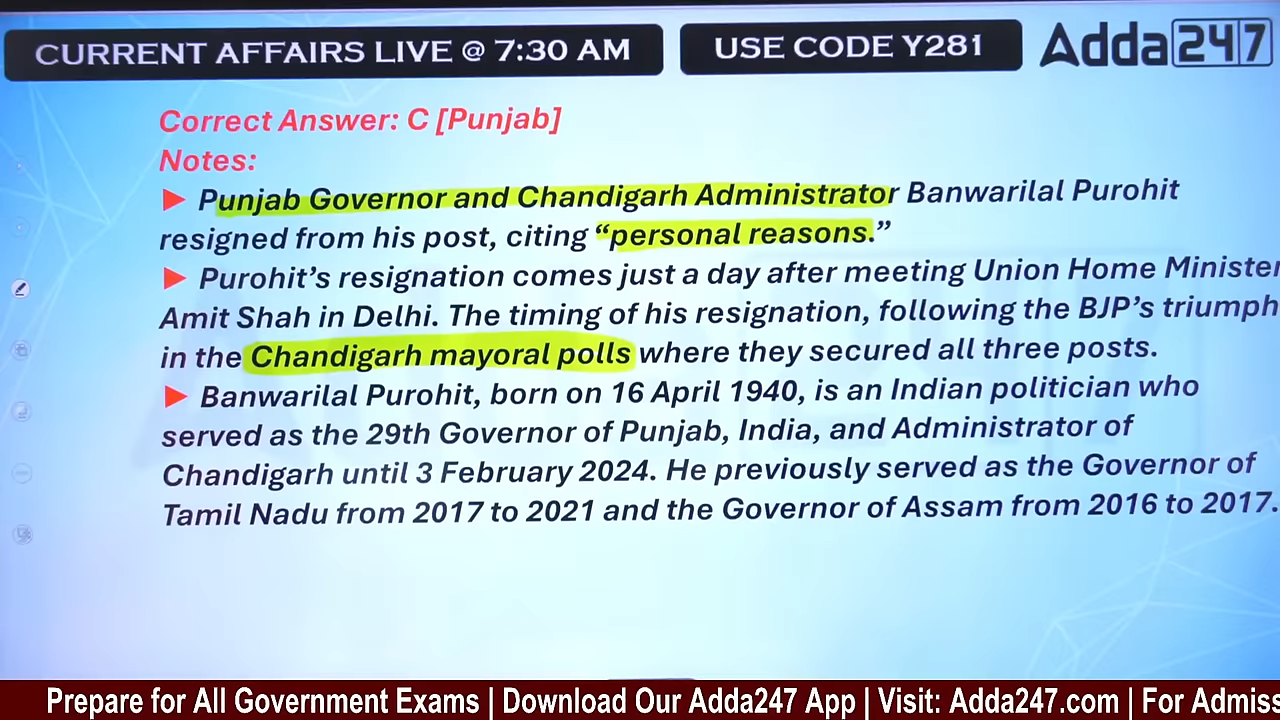 CURRENT AFFAIRS LIVE @ 7:30 AM
USE CODE Y281
Adda247
Correct Answer: C [Punjab]
Notes:
► Punjab Governor and Chandigarh Administrator Banwarilal Purohit
resigned from his post, citing “personal reasons.”
► Purohit’s resignation comes just a day after meeting Union Home Minister
Amit Shah in Delhi. The timing of his resignation, following the BJP’s triumph
in the Chandigarh mayoral polls where they secured all three posts.
► Banwarilal Purohit, born on 16 April 1940, is an Indian politician who
served as the 29th Governor of Punjab, India, and Administrator of
Chandigarh until 3 February 2024. He previously served as the Governor of
Tamil Nadu from 2017 to 2021 and the Governor of Assam from 2016 to 2017.
Prepare for All Government Exams | Download Our Adda247 App | Visit: Adda247.com | For Admiss